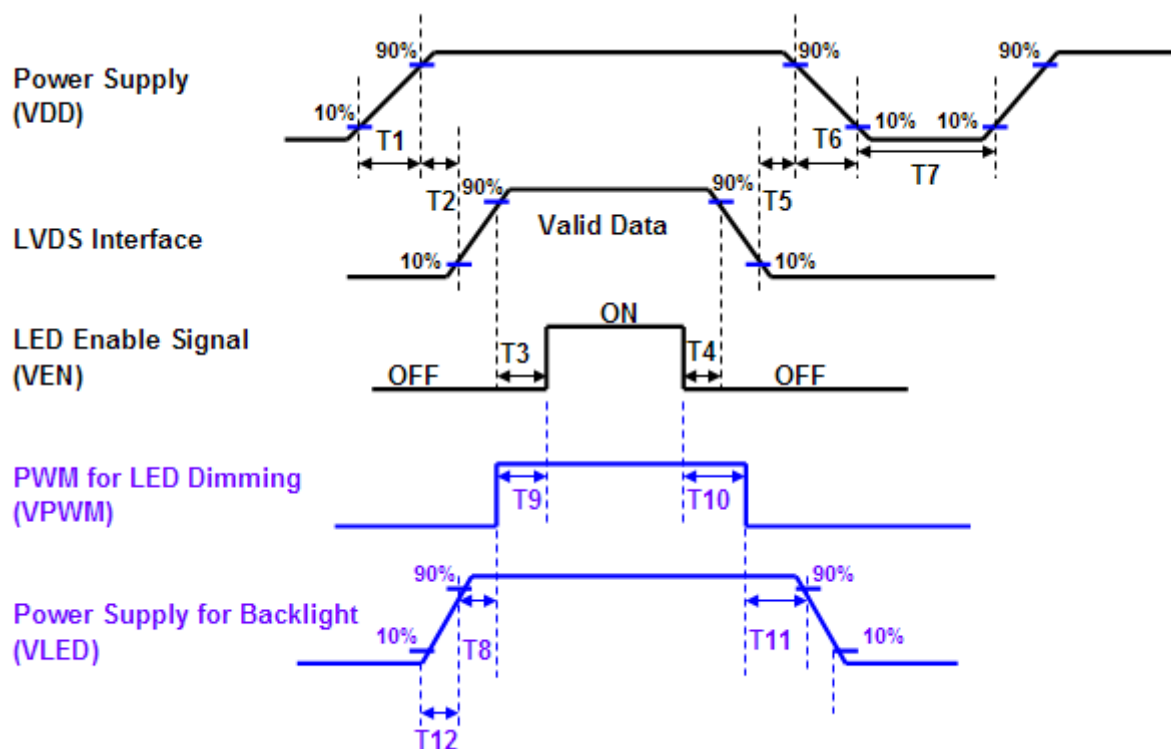 90% 90% 90%
Power Supply
(VDD)
10% T1 T6 10% 10%
T7
T2 90% 90% T5
LVDS Interface Valid Data
10% 10%
ON
LED Enable Signal
(VEN)
T3 T4
OFF OFF
PWM for LED Dimming
(VPWM)
T9 T10
90% 90%
Power Supply for Backlight
(VLED)
10% T8 T11 10%
T12